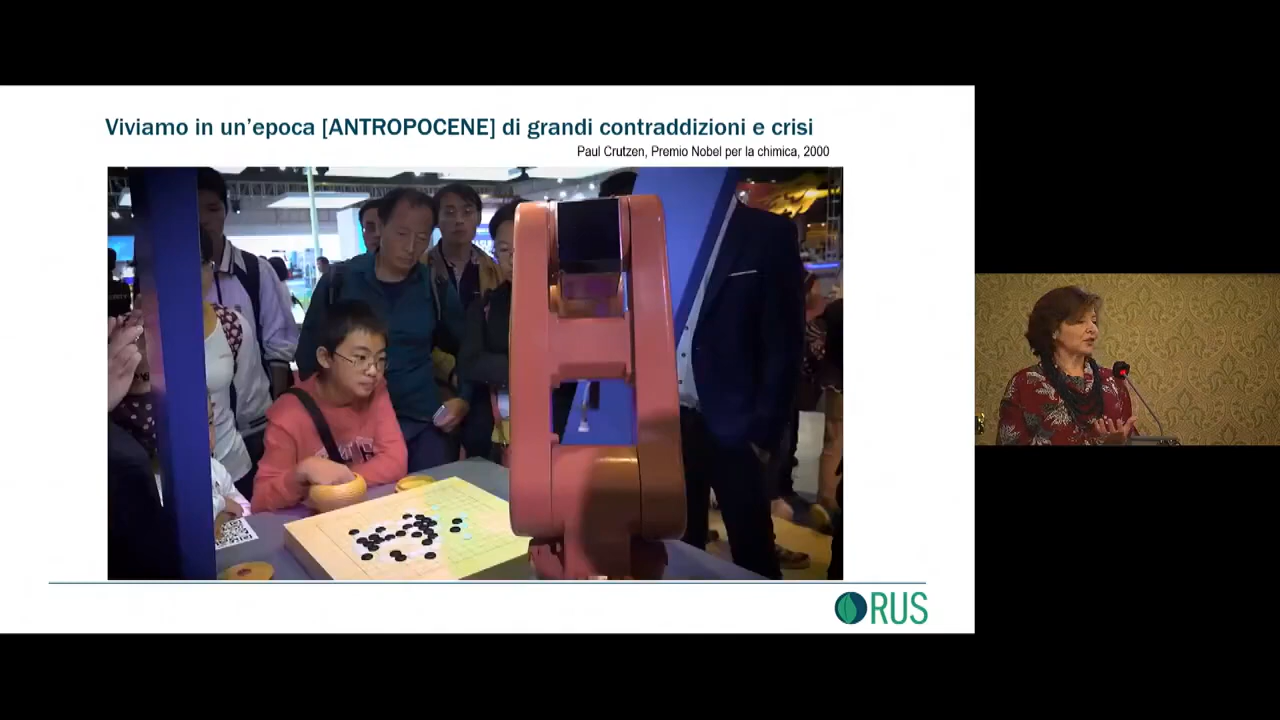 Viviamo in un'epoca [ANTROPOCENE] di grandi contraddizioni e crisi
Paul Crutzen, Premio Nobel per la chimica, 2000
RUS